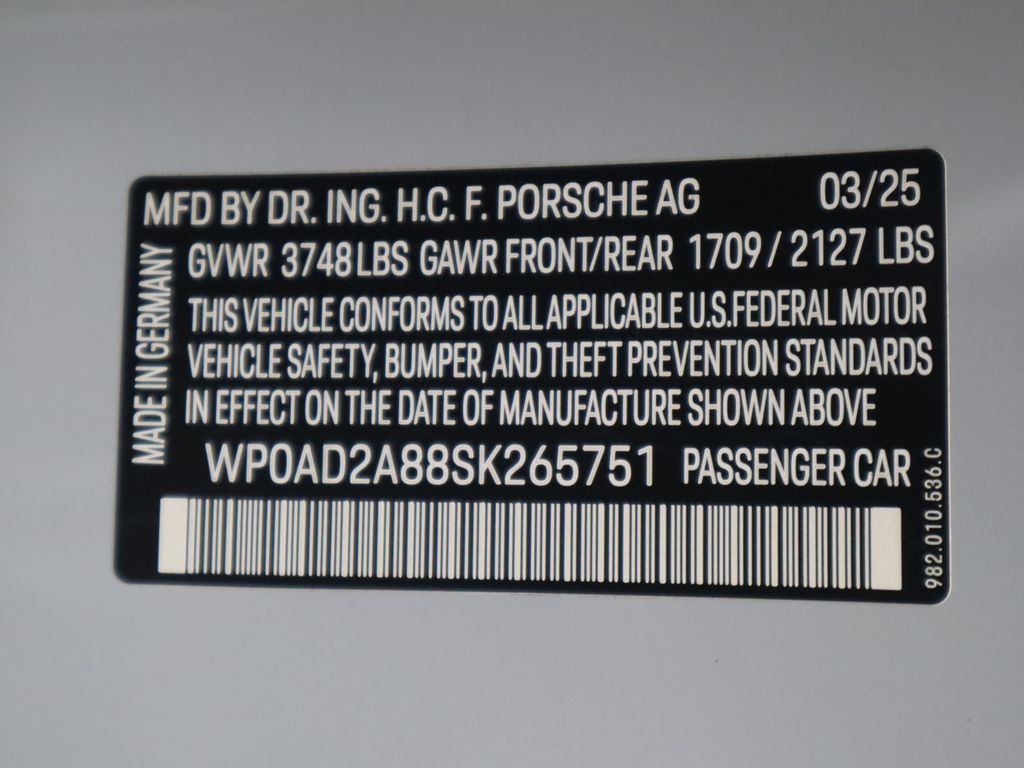 MFD BY DR. ING. H.C. F. PORSCHE AG 03/25
GVWR 3748 LBS GAWR FRONT/REAR 1709 / 2127 LBS
THIS VEHICLE CONFORMS TO ALL APPLICABLE U.S.FEDERAL MOTOR
VEHICLE SAFETY, BUMPER, AND THEFT PREVENTION STANDARDS
IN EFFECT ON THE DATE OF MANUFACTURE SHOWN ABOVE
WP0AD2A88SK265751 PASSENGER CAR
MADE IN GERMANY
982.010.536.C